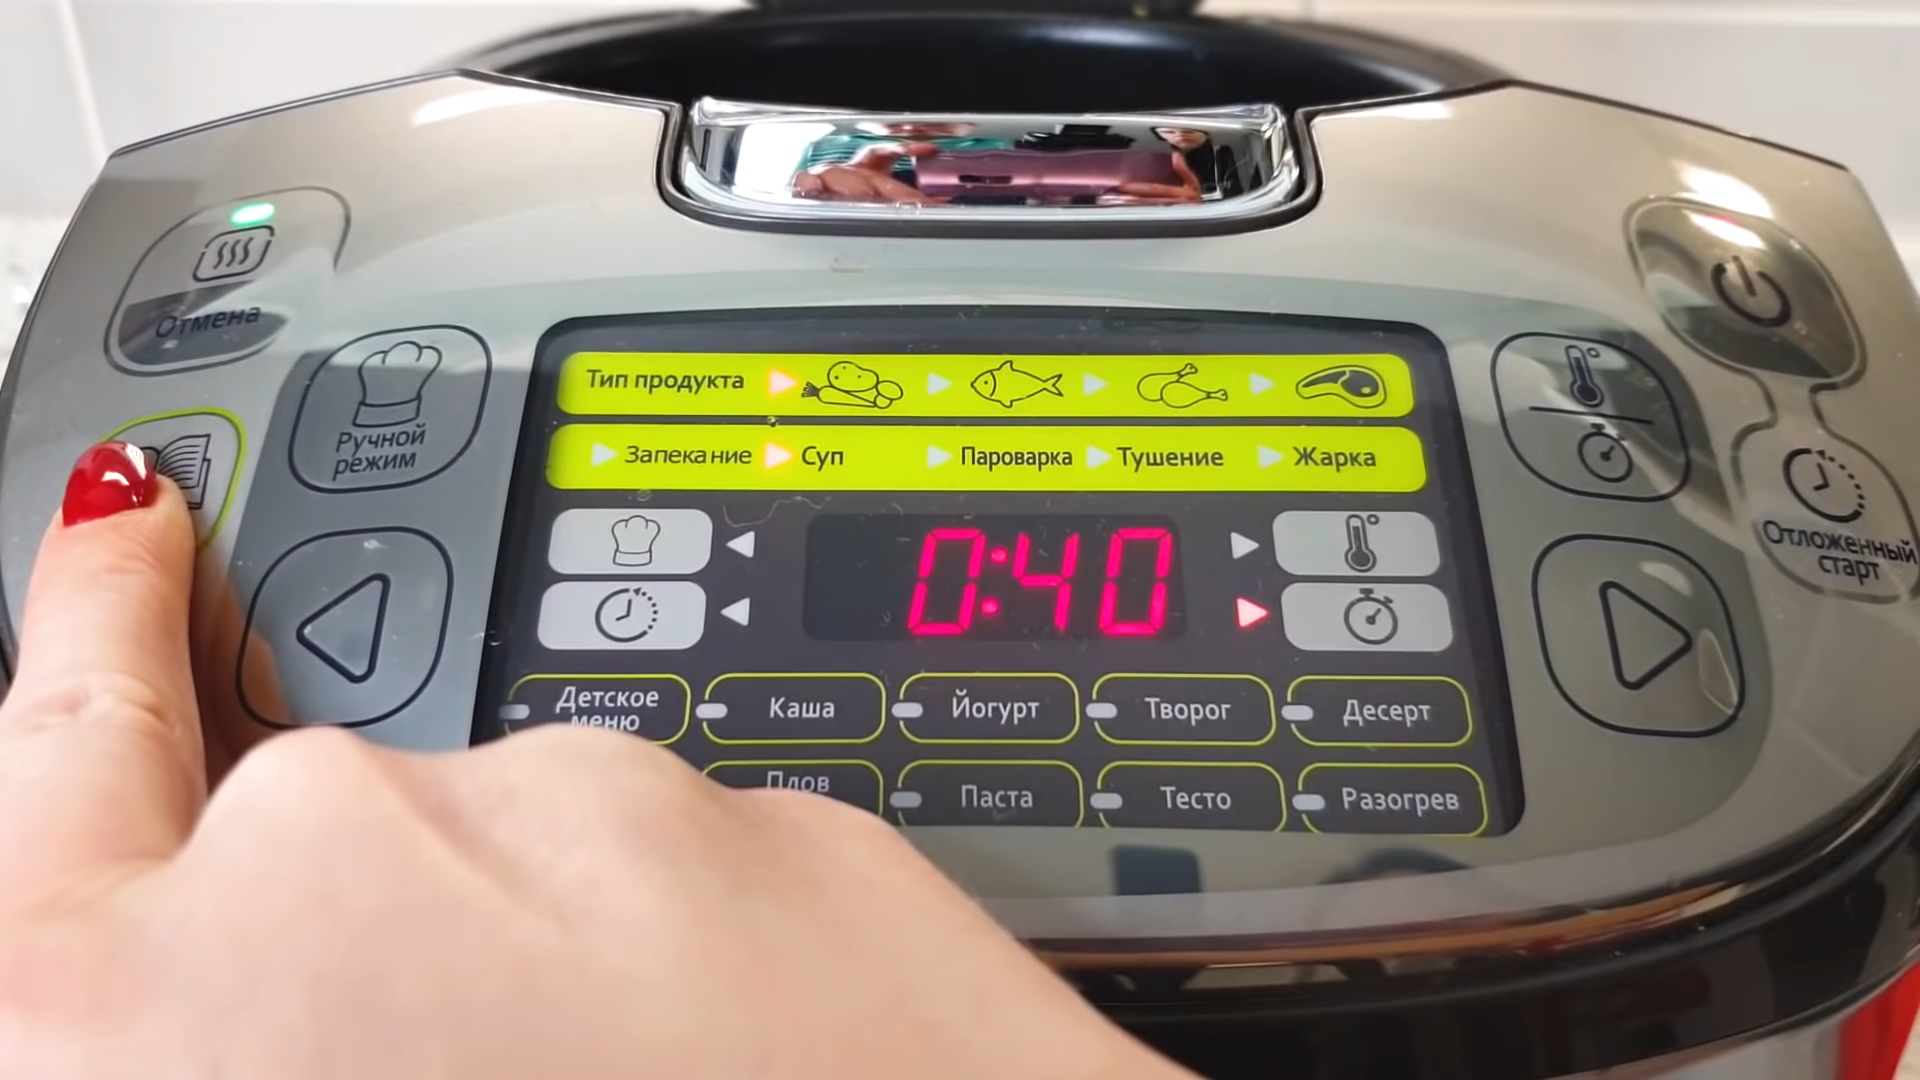 Отмена
Ручной
режим
Тип продукта
Запекание Суп Пароварка Тушение Жарка
0:40
Отложенный
старт
Детское
меню
Каша Йогурт Творог Десерт
Плов Паста Тесто Разогрев